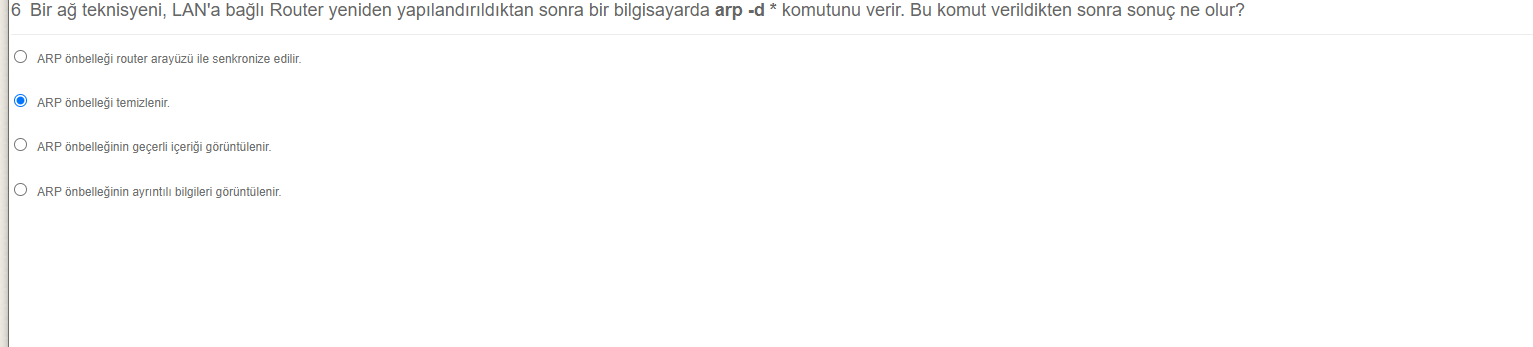 6 Bir ağ teknisyeni, LAN'a bağlı Router yeniden yapılandırıldıktan sonra bir bilgisayarda arp -d * komutunu verir. Bu komut verildikten sonra sonuç ne olur?
ARP önbelleği router arayüzü ile senkronize edilir.
ARP önbelleği temizlenir.
ARP önbelleğinin geçerli içeriği görüntülenir.
ARP önbelleğinin ayrıntılı bilgileri görüntülenir.